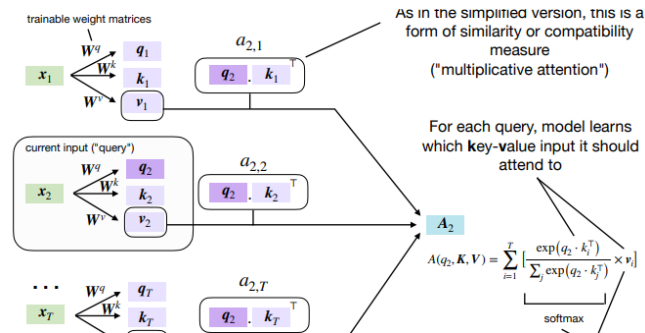 trainable weight matrices
As in the simplified version, this is a
form of similarity or compatibility
measure
("multiplicative attention")
W^q q_1 a_{2,1}
x_1 W^k k_1 q_2 · k_1^⊤
W^v v_1
For each query, model learns
which key-value input it should
attend to
current input ("query")
W^q q_2 a_{2,2}
x_2 W^k k_2 q_2 · k_2^⊤
W^v v_2
A_2
A(q_2, K, V) = \sum_{i=1}^{T} [ \frac{exp(q_2 · k_i^⊤)}{\sum_j exp(q_2 · k_j^⊤)} × v_i ]
softmax
...
W^q q_T a_{2,T}
x_T W^k k_T q_2 · k_T^⊤
W^v